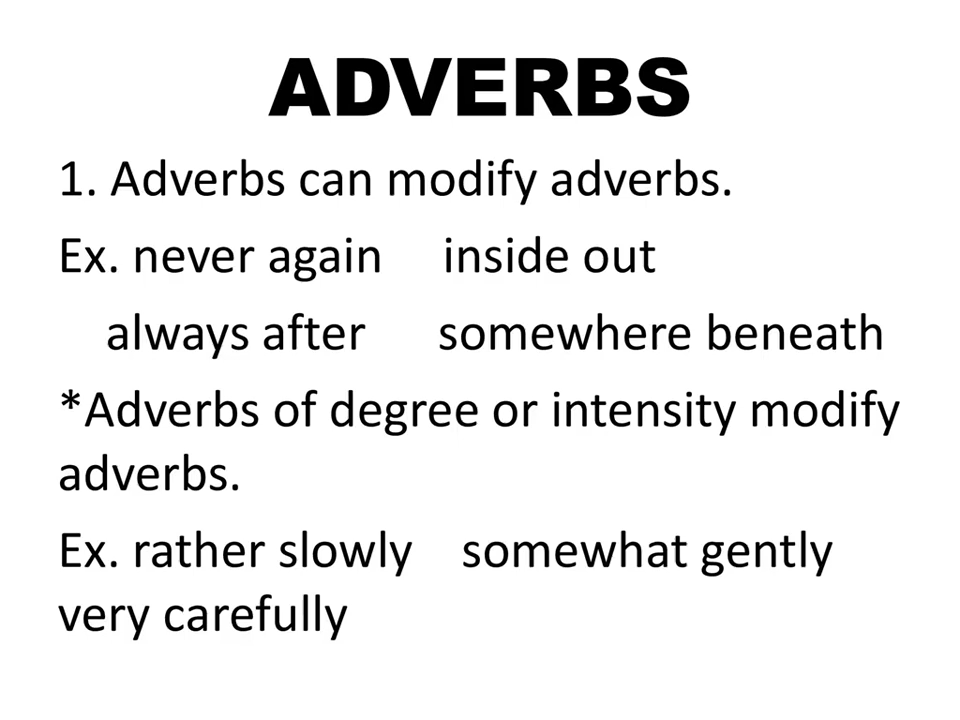 ADVERBS
1. Adverbs can modify adverbs.
Ex. never again inside out
always after somewhere beneath
*Adverbs of degree or intensity modify
adverbs.
Ex. rather slowly somewhat gently
very carefully